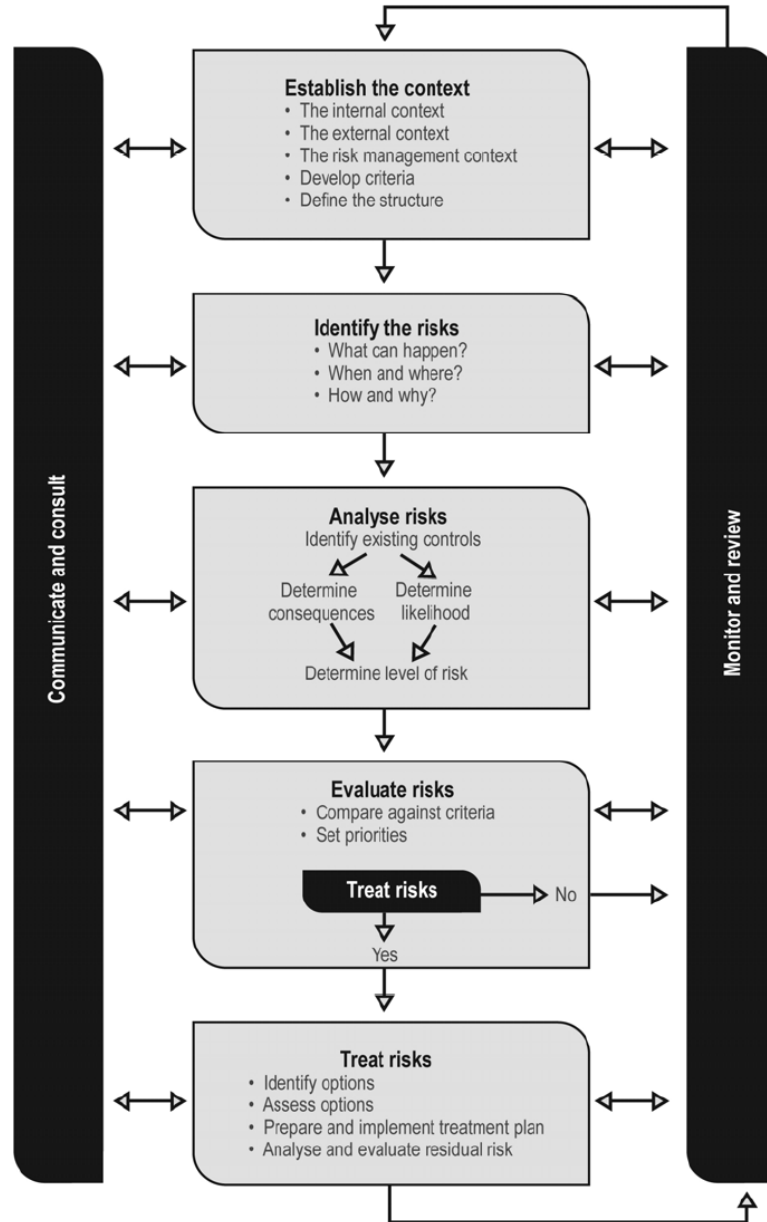 Establish the context
• The internal context
• The external context
• The risk management context
• Develop criteria
• Define the structure
Identify the risks
• What can happen?
• When and where?
• How and why?
Communicate and consult
Monitor and review
Analyse risks
Identify existing controls
Determine
consequences
Determine
likelihood
Determine level of risk
Evaluate risks
• Compare against criteria
• Set priorities
Treat risks
No
Yes
Treat risks
• Identify options
• Assess options
• Prepare and implement treatment plan
• Analyse and evaluate residual risk